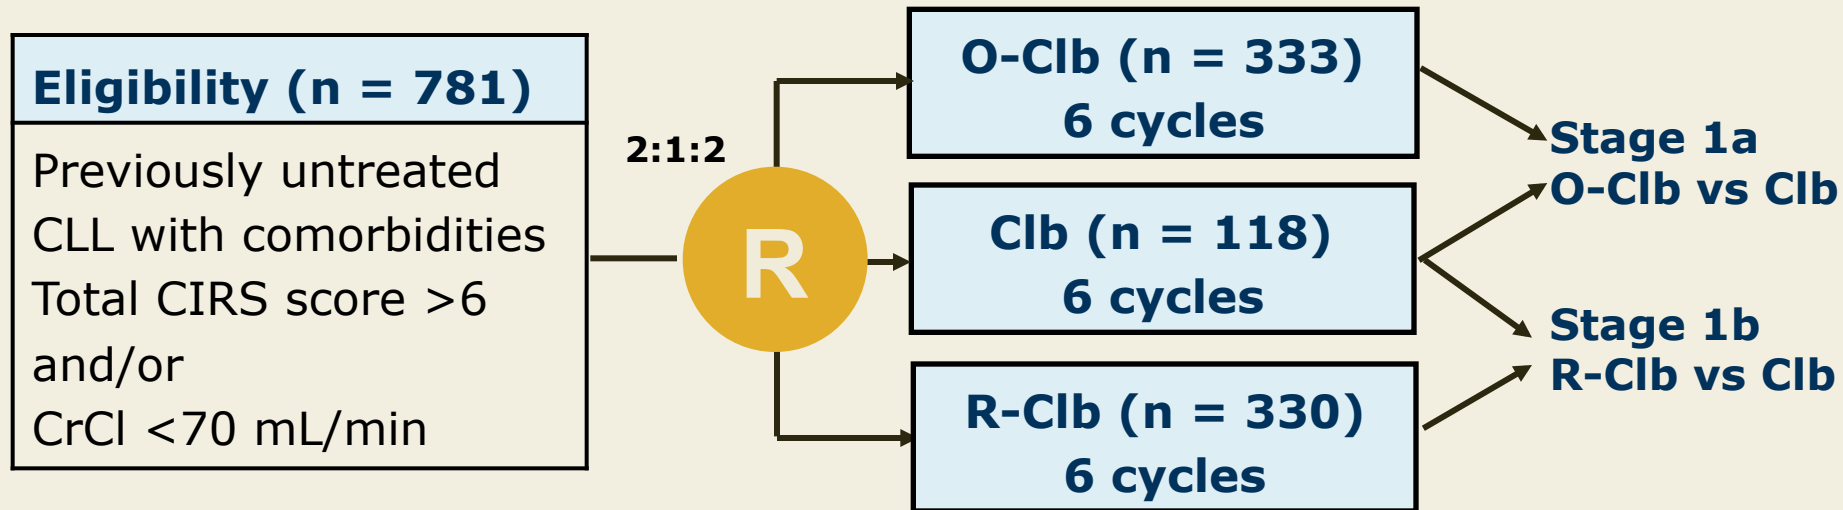 Eligibility (n = 781)
Previously untreated
CLL with comorbidities
Total CIRS score >6
and/or
CrCl <70 mL/min
2:1:2
R
O-Clb (n = 333)
6 cycles
Clb (n = 118)
6 cycles
R-Clb (n = 330)
6 cycles
Stage 1a
O-Clb vs Clb
Stage 1b
R-Clb vs Clb